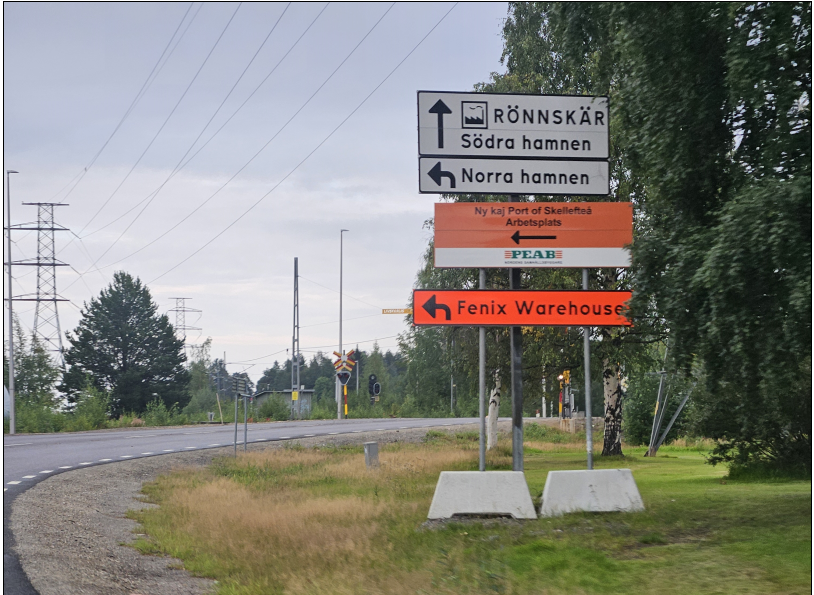 RÖNNSKÄR
Södra hamnen
Norra hamnen
Ny kaj Port of Skellefteå
Arbetsplats
PEAB
Fenix Warehouse